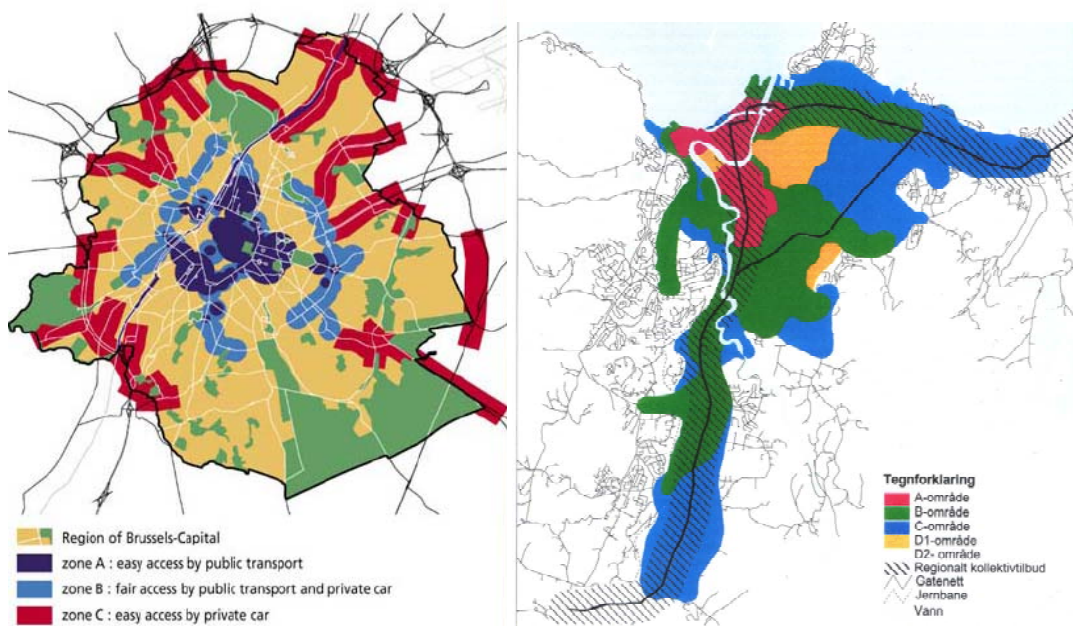 Region of Brussels-Capital
zone A : easy access by public transport
zone B : fair access by public transport and private car
zone C : easy access by private car
Tegnforklaring
A-område
B-område
C-område
D1-område
D2- område
Regionalt kollektivtilbud
Gatenett
Jernbane
Vann